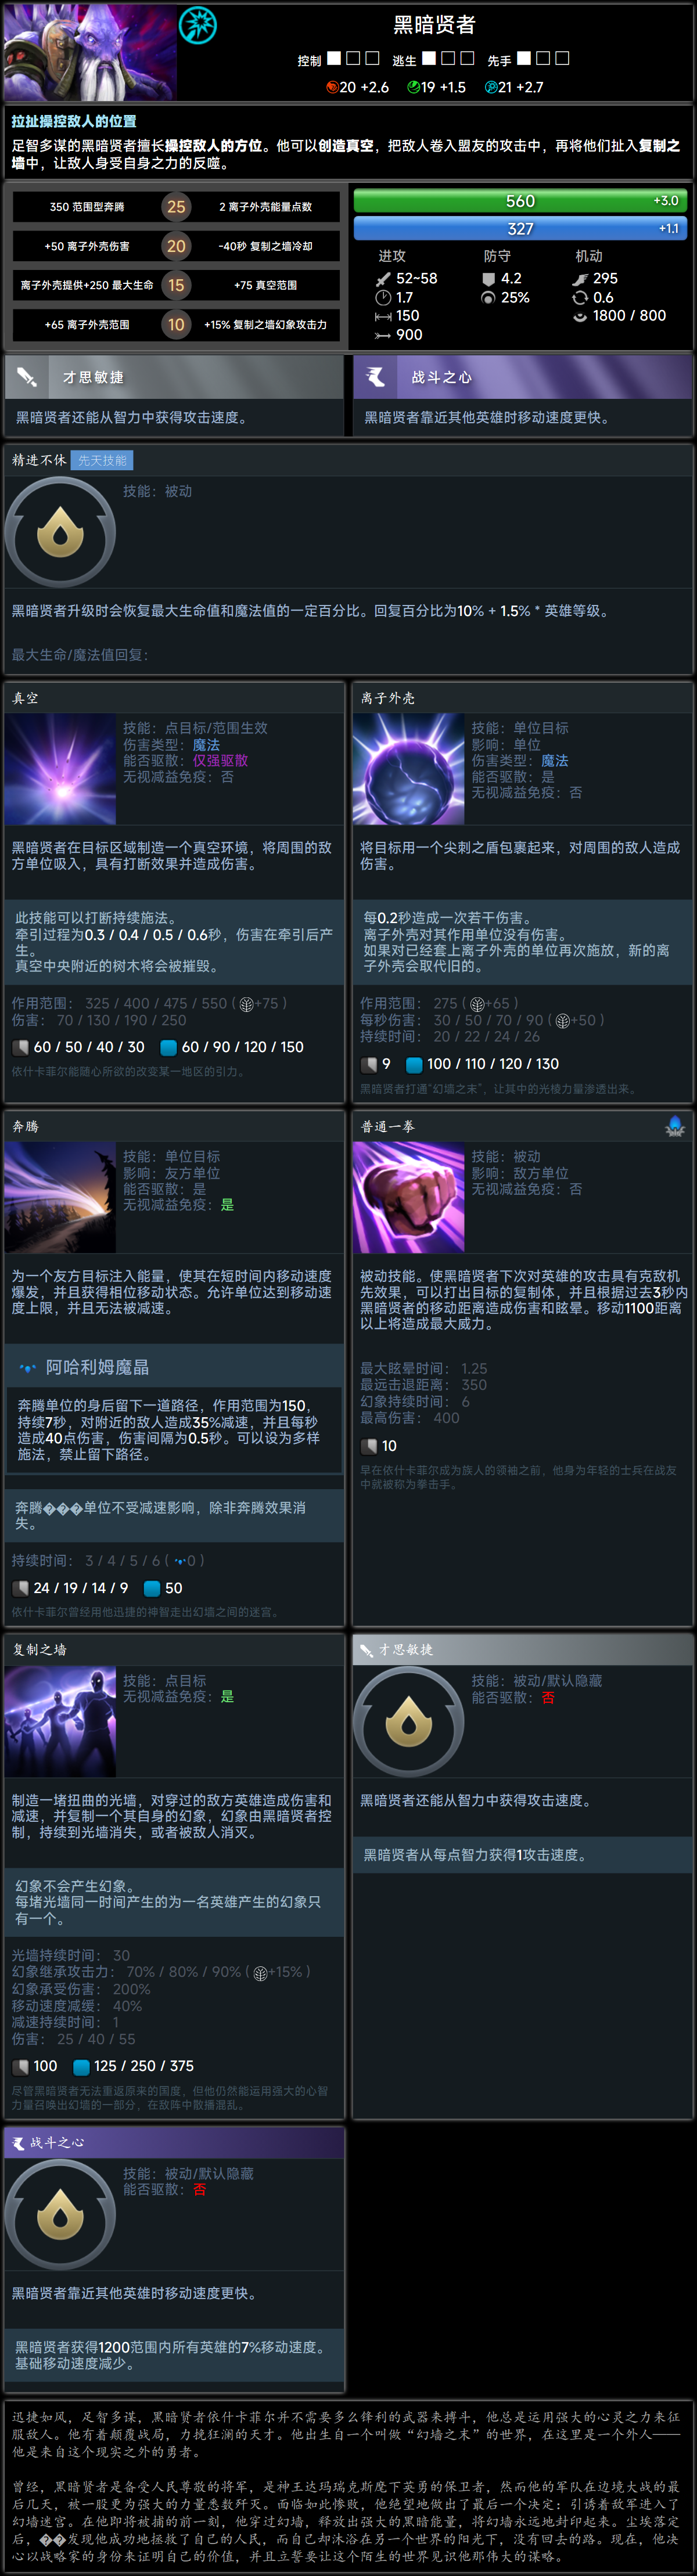 黑暗贤者
控制 逃生 先手
20 +2.6 19 +1.5 21 +2.7
拉扯操控敌人的位置
足智多谋的黑暗贤者擅长操控敌人的方位。他可以创造真空，把敌人卷入盟友的攻击中，再将他们扯入复制之
墙中，让敌人身受自身之力的反噬。
350 范围型奔腾 25 2 离子外壳能量点数
+50 离子外壳伤害 20 -40秒 复制之墙冷却
离子外壳提供+250 最大生命 15 +75 真空范围
+65 离子外壳范围 10 +15% 复制之墙幻象攻击力
560 +3.0
327 +1.1
进攻 防守 机动
52~58 4.2 295
1.7 25% 0.6
150 1800 / 800
900
才思敏捷
黑暗贤者还能从智力中获得攻击速度。
战斗之心
黑暗贤者靠近其他英雄时移动速度更快。
精进不休 先天技能
技能：被动
黑暗贤者升级时会恢复最大生命值和魔法值的一定百分比。回复百分比为10% + 1.5% * 英雄等级。
最大生命/魔法值回复：
真空
技能：点目标/范围生效
伤害类型：魔法
能否驱散：仅强驱散
无视减益免疫：否
黑暗贤者在目标区域制造一个真空环境，将周围的敌
方单位吸入，具有打断效果并造成伤害。
此技能可以打断持续施法。
牵引过程为0.3 / 0.4 / 0.5 / 0.6秒，伤害在牵引后产
生。
真空中央附近的树木将会被摧毁。
作用范围： 325 / 400 / 475 / 550 ( +75 )
伤害： 70 / 130 / 190 / 250
60 / 50 / 40 / 30 60 / 90 / 120 / 150
依什卡菲尔能随心所欲的改变某一地区的引力。
离子外壳
技能：单位目标
影响：单位
伤害类型：魔法
能否驱散：是
无视减益免疫：否
将目标用一个尖刺之盾包裹起来，对周围的敌人造成
伤害。
每0.2秒造成一次若干伤害。
离子外壳对其作用单位没有伤害。
如果对已经套上离子外壳的单位再次施放，新的离
子外壳会取代旧的。
作用范围： 275 ( +65 )
每秒伤害： 30 / 50 / 70 / 90 ( +50 )
持续时间： 20 / 22 / 24 / 26
9 100 / 110 / 120 / 130
黑暗贤者打通“幻墙之末”，让其中的光棱力量渗透出来。
奔腾
技能：单位目标
影响：友方单位
能否驱散：是
无视减益免疫：是
为一个友方目标注入能量，使其在短时间内移动速度
爆发，并且获得相位移动状态。允许单位达到移动速
度上限，并且无法被减速。
阿哈利姆魔晶
奔腾单位的身后留下一道路径，作用范围为150，
持续7秒，对附近的敌人造成35%减速，并且每秒
造成40点伤害，伤害间隔为0.5秒。可以设为多样
施法，禁止留下路径。
奔腾���单位不受减速影响，除非奔腾效果消
失。
持续时间： 3 / 4 / 5 / 6 ( 0 )
24 / 19 / 14 / 9 50
依什卡菲尔曾经用他迅捷的神智走出幻墙之间的迷宫。
普通一拳
技能：被动
影响：敌方单位
无视减益免疫：否
被动技能。使黑暗贤者下次对英雄的攻击具有克敌机
先效果，可以打出目标的复制体，并且根据过去3秒内
黑暗贤者的移动距离造成伤害和眩晕。移动1100距离
以上将造成最大威力。
最大眩晕时间： 1.25
最远击退距离： 350
幻象持续时间： 6
最高伤害： 400
10
早在依什卡菲尔成为族人的领袖之前，他身为年轻的士兵在战友
中就被称为拳击手。
复制之墙
技能：点目标
无视减益免疫：是
制造一堵扭曲的光墙，对穿过的敌方英雄造成伤害和
减速，并复制一个其自身的幻象，幻象由黑暗贤者控
制，持续到光墙消失，或者被敌人消灭。
幻象不会产生幻象。
每堵光墙同一时间产生的为一名英雄产生的幻象只
有一个。
光墙持续时间： 30
幻象继承攻击力： 70% / 80% / 90% ( +15% )
幻象承受伤害： 200%
移动速度减缓： 40%
减速持续时间： 1
伤害： 25 / 40 / 55
100 125 / 250 / 375
尽管黑暗贤者无法重返原来的国度，但他仍然能运用强大的心智
力量召唤出幻墙的一部分，在敌阵中散播混乱。
才思敏捷
技能：被动/默认隐藏
能否驱散：否
黑暗贤者还能从智力中获得攻击速度。
黑暗贤者从每点智力获得1攻击速度。
战斗之心
技能：被动/默认隐藏
能否驱散：否
黑暗贤者靠近其他英雄时移动速度更快。
黑暗贤者获得1200范围内所有英雄的7%移动速度。
基础移动速度减少。
迅捷如风，足智多谋，黑暗贤者依什卡菲尔并不需要多么锋利的武器来搏斗，他总是运用强大的心灵之力来征
服敌人。他有着颠覆战局，力挽狂澜的天才。他出生自一个叫做“幻墙之末”的世界，在这里是一个外人——
他是来自这个现实之外的勇者。
曾经，黑暗贤者是备受人民尊敬的将军，是神王达玛瑞克斯麾下英勇的保卫者，然而他的军队在边境大战的最
后几天，被一股更为强大的力量悉数歼灭。面临如此惨败，他绝望地做出了最后一个决定：引诱着敌军进入了
幻墙迷宫。在他即将被捕的前一刻，他穿过幻墙，释放出强大的黑暗能量，将幻墙永远地封印起来。尘埃落定
后，��发现他成功地拯救了自己的人民，而自己却沐浴在另一个世界的阳光下，没有回去的路。现在，他决
心以战略家的身份来证明自己的价值，并且立誓要让这个陌生的世界见识他那伟大的谋略。